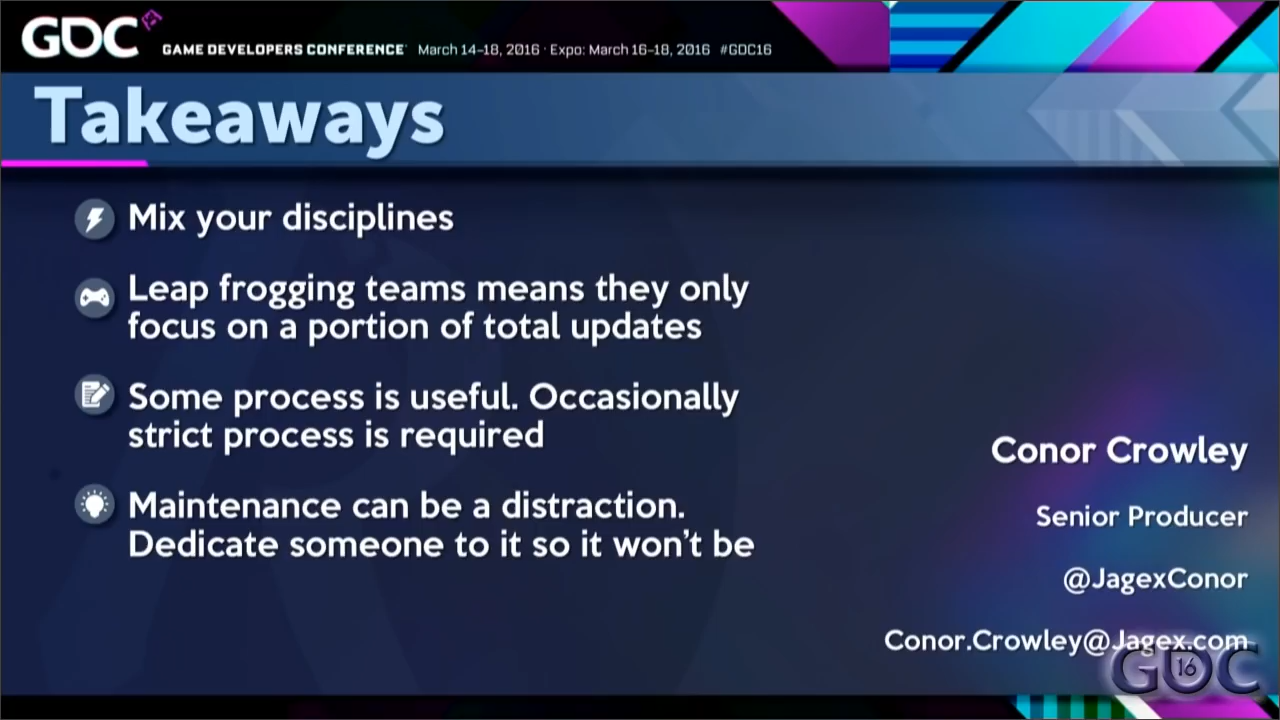 GDC
GAME DEVELOPERS CONFERENCE March 14–18, 2016 · Expo: March 16–18, 2016 #GDC16
Takeaways
Mix your disciplines
Leap frogging teams means they only
focus on a portion of total updates
Some process is useful. Occasionally
strict process is required
Maintenance can be a distraction.
Dedicate someone to it so it won't be
Conor Crowley
Senior Producer
@JagexConor
Conor.Crowley@Jagex.com
GDC 16